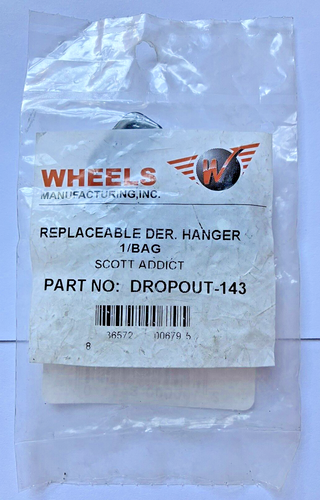 WHEELS
MANUFACTURING, INC.
W
REPLACEABLE DER. HANGER
1/BAG
SCOTT ADDICT
PART NO: DROPOUT-143
8 36572 00679 5